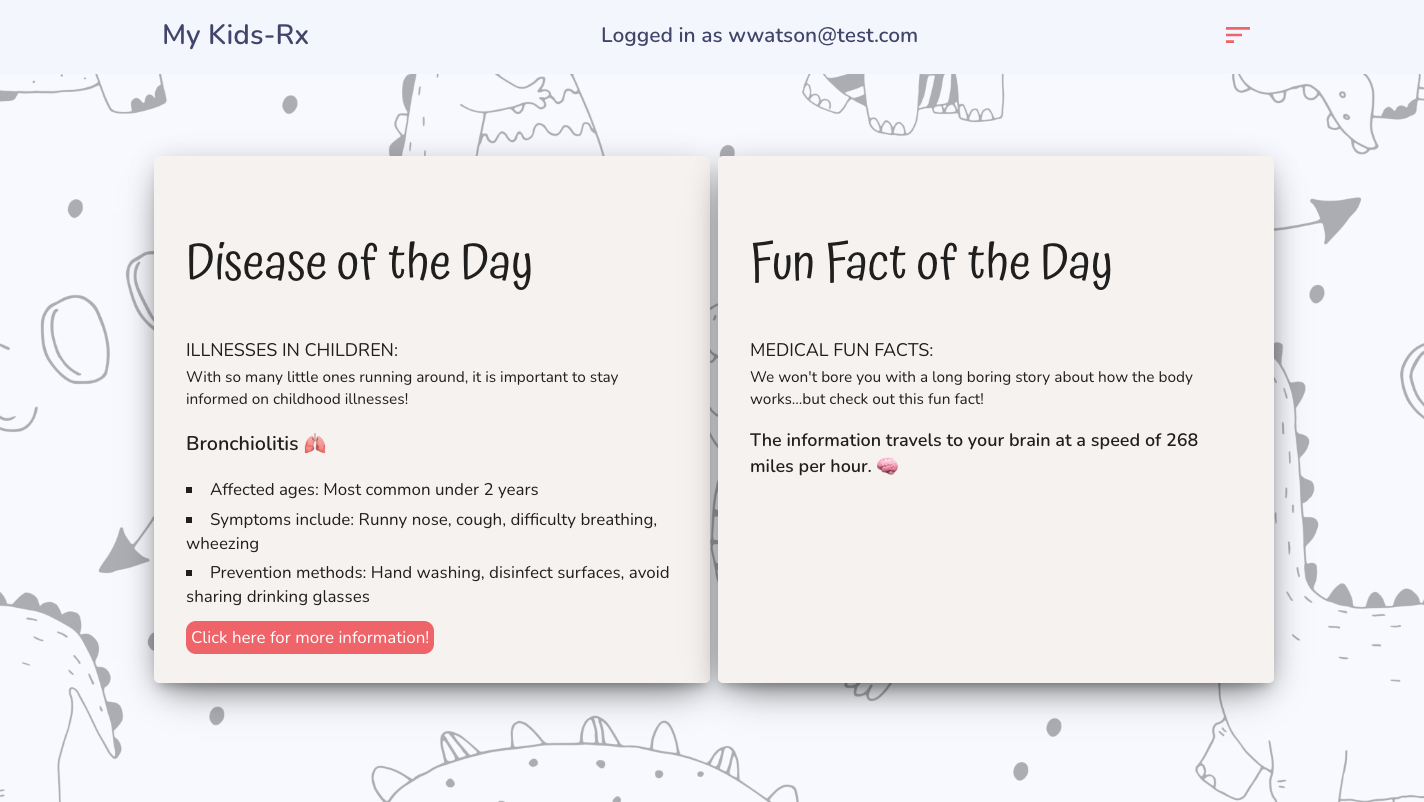 My Kids-Rx
Logged in as wwatson@test.com
Disease of the Day
ILLNESSES IN CHILDREN:
With so many little ones running around, it is important to stay
informed on childhood illnesses!
Bronchiolitis 🫁
▪ Affected ages: Most common under 2 years
▪ Symptoms include: Runny nose, cough, difficulty breathing,
wheezing
▪ Prevention methods: Hand washing, disinfect surfaces, avoid
sharing drinking glasses
Click here for more information!
Fun Fact of the Day
MEDICAL FUN FACTS:
We won't bore you with a long boring story about how the body
works...but check out this fun fact!
The information travels to your brain at a speed of 268
miles per hour. 🧠